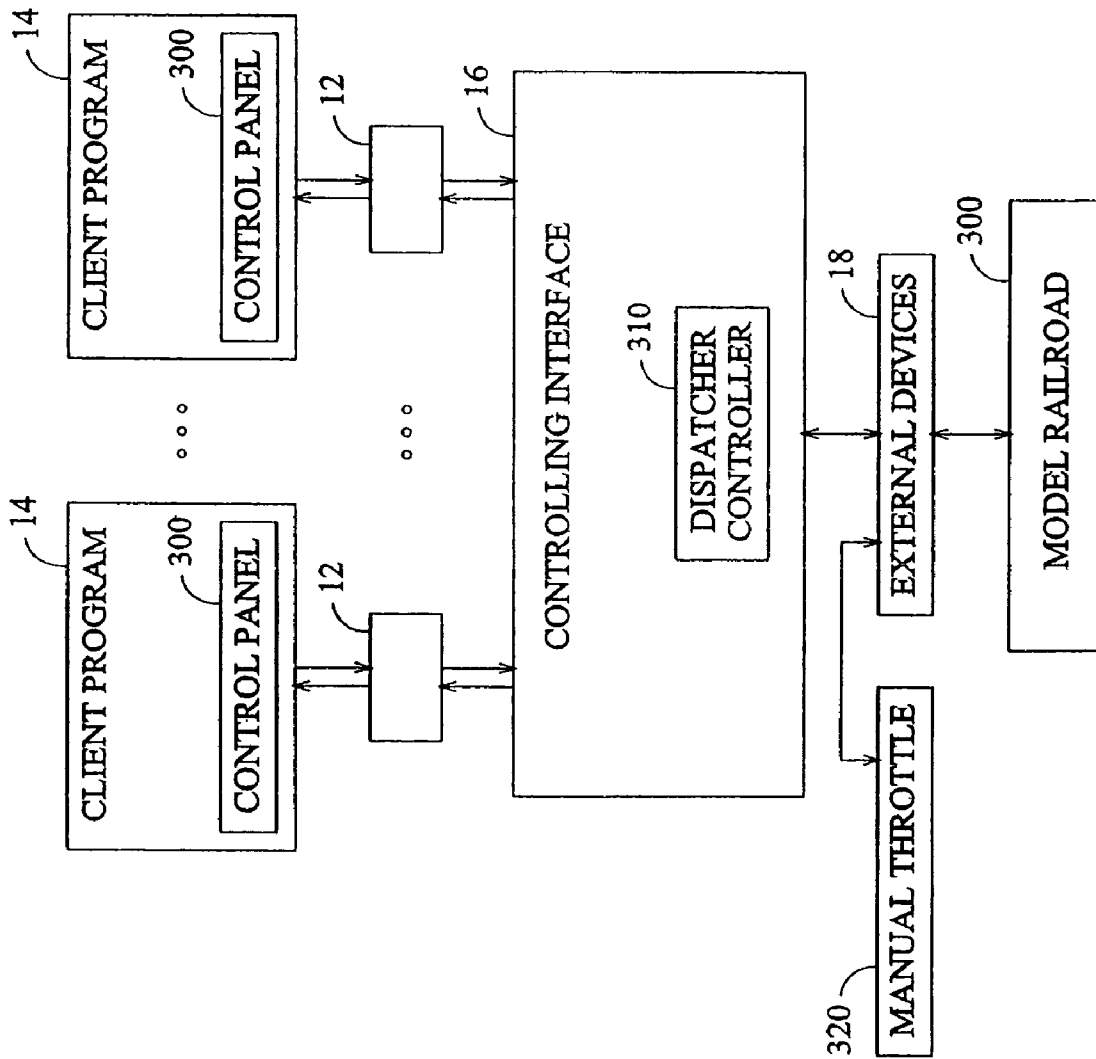 14
CLIENT PROGRAM
300
CONTROL PANEL
14
CLIENT PROGRAM
300
CONTROL PANEL
12
12
16
CONTROLLING INTERFACE
310
DISPATCHER
CONTROLLER
320
MANUAL THROTTLE
18
EXTERNAL DEVICES
300
MODEL RAILROAD